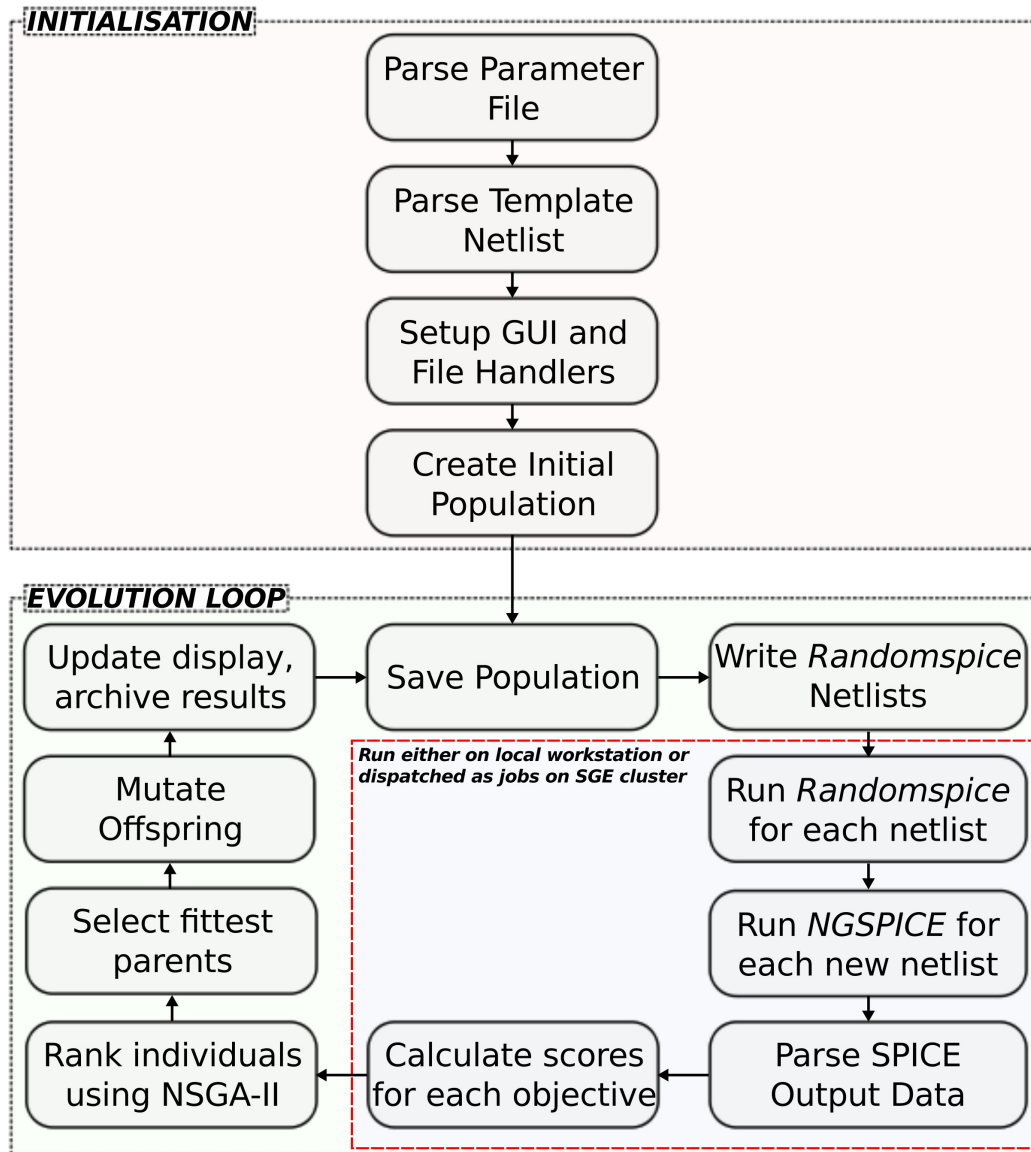 INITIALISATION
Parse Parameter
File
Parse Template
Netlist
Setup GUI and
File Handlers
Create Initial
Population
EVOLUTION LOOP
Update display,
archive results
Save Population
Write Randomspice
Netlists
Run either on local workstation or
dispatched as jobs on SGE cluster
Mutate
Offspring
Run Randomspice
for each netlist
Select fittest
parents
Run NGSPICE for
each new netlist
Rank individuals
using NSGA-II
Calculate scores
for each objective
Parse SPICE
Output Data